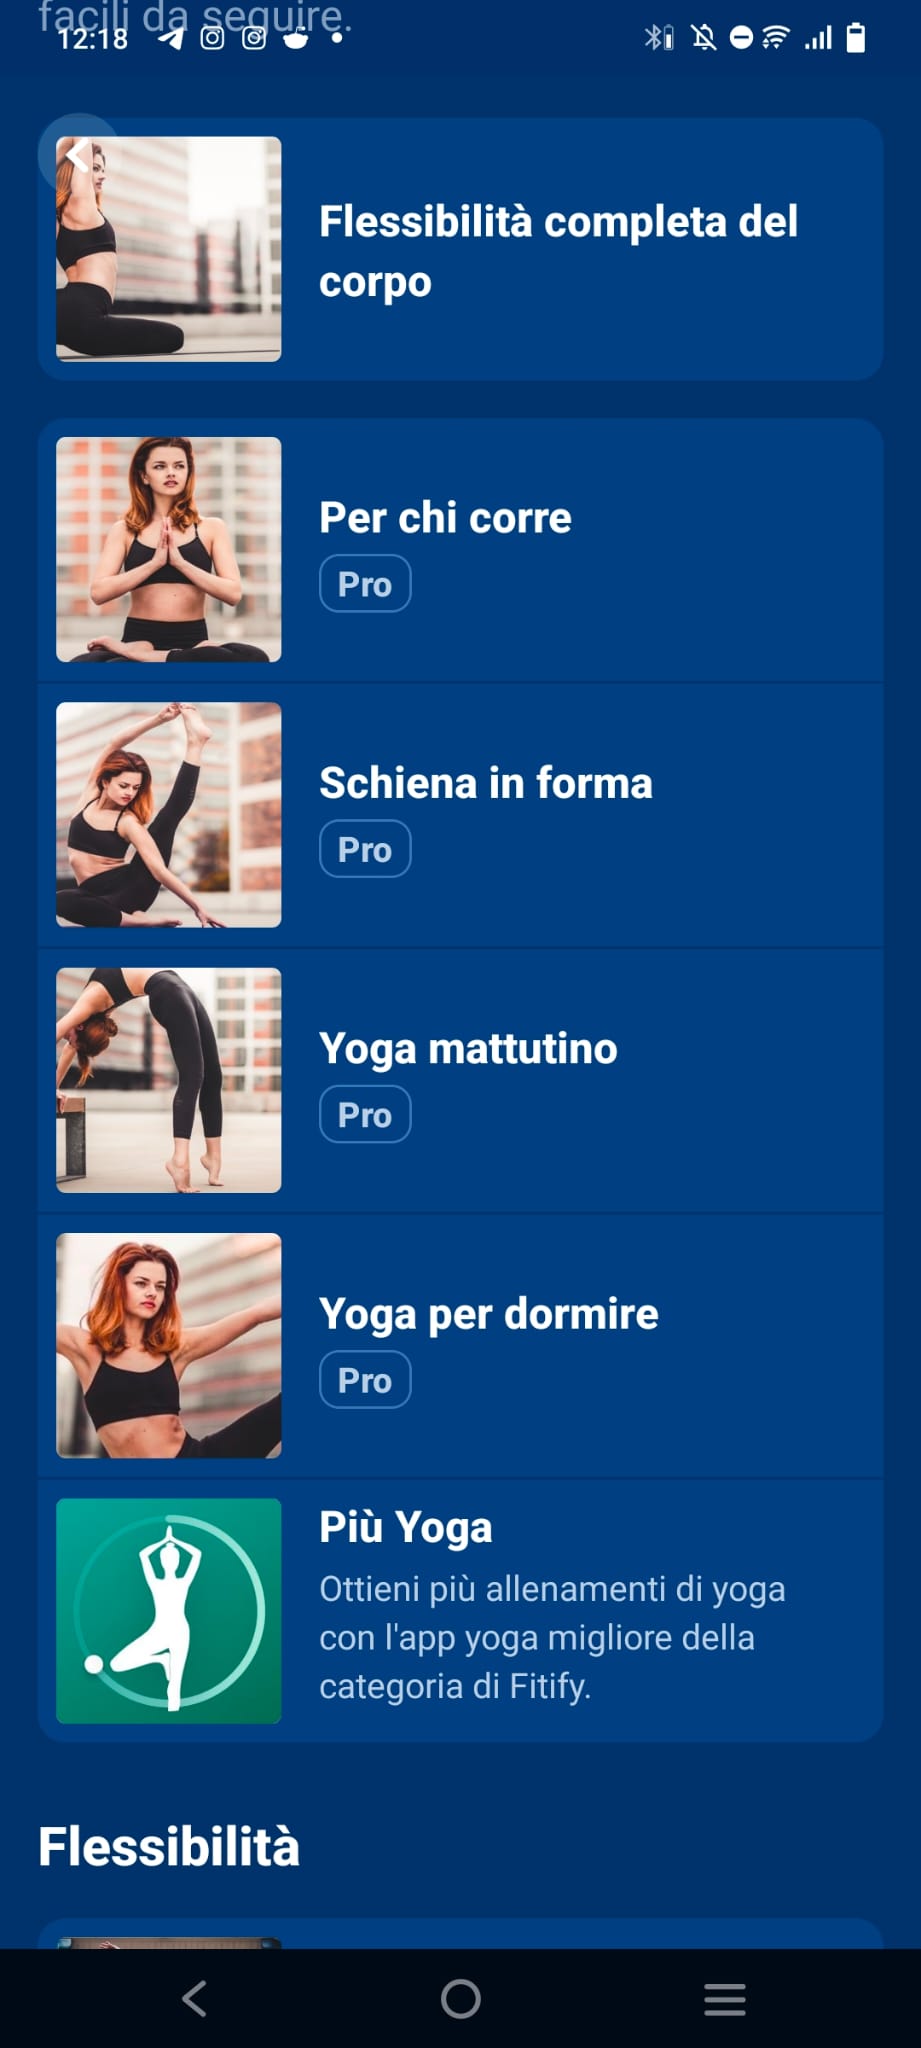 facili da seguire.
12:18
Flessibilità completa del
corpo
Per chi corre
Pro
Schiena in forma
Pro
Yoga mattutino
Pro
Yoga per dormire
Pro
Più Yoga
Ottieni più allenamenti di yoga
con l'app yoga migliore della
categoria di Fitify.
Flessibilità